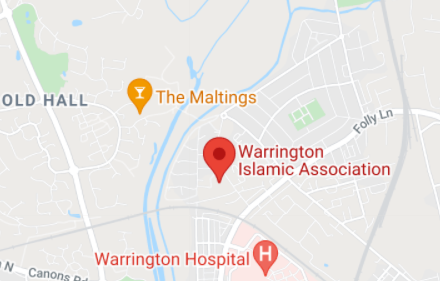 OLD HALL
The Maltings
Folly Ln
Warrington
Islamic Association
Warrington Hospital
H
N
Canons Rd